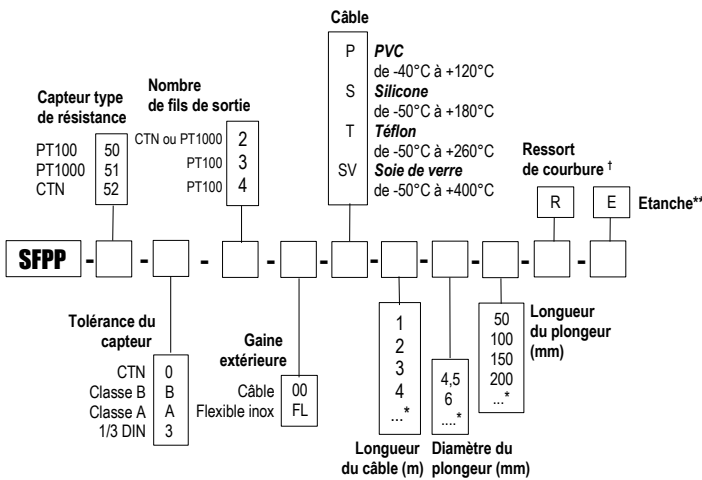 Câble
P PVC
de -40°C à +120°C
S Silicone
de -50°C à +180°C
T Téflon
de -50°C à +260°C
SV Soie de verre
de -50°C à +400°C
Capteur type
de résistance
PT100 50
PT1000 51
CTN 52
Nombre
de fils de sortie
CTN ou PT1000 2
PT100 3
PT100 4
Ressort
de courbure †
R
E Etanche**
SFPP - - - - - - - - - -
Tolérance du
capteur
CTN 0
Classe B B
Classe A A
1/3 DIN 3
Gaine
extérieure
Câble 00
Flexible inox FL
1
2
3
4
...*
Longueur
du câble (m)
4,5
6
....*
Diamètre du
plongeur (mm)
50
100
150
200
...*
Longueur
du plongeur
(mm)